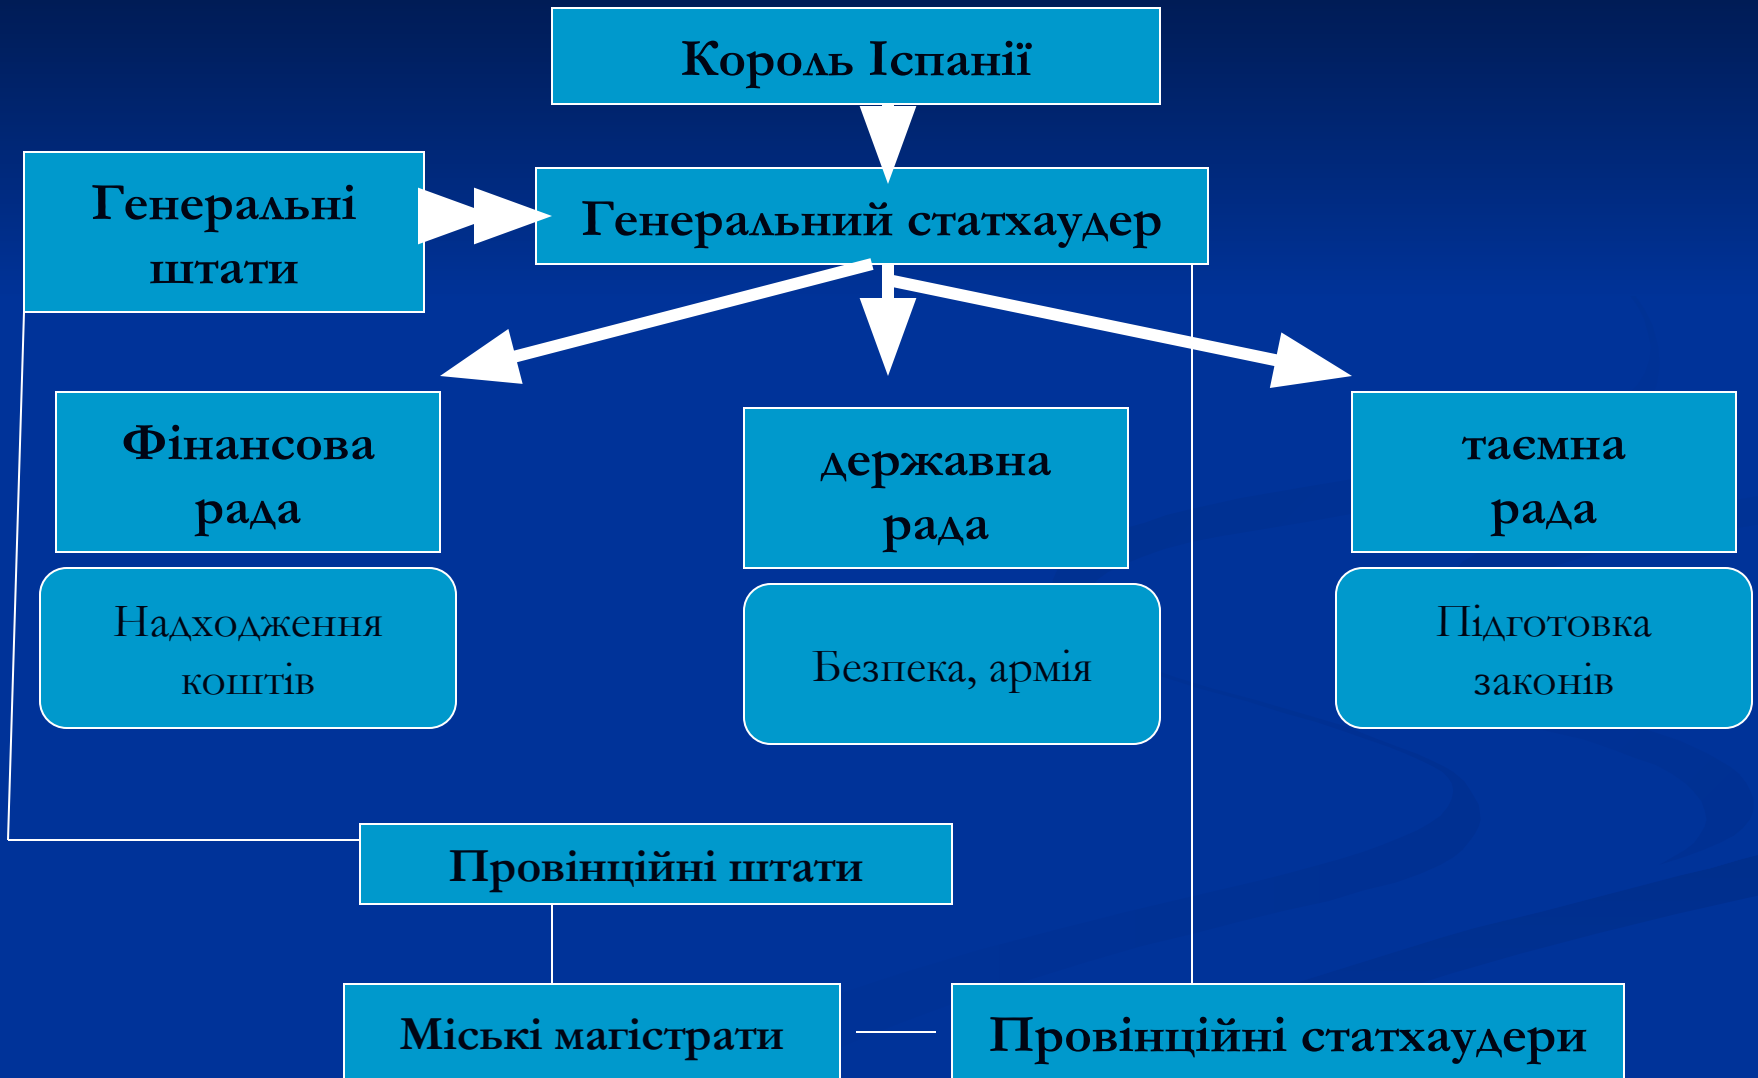 Король Іспанії
Генеральні
штати
Генеральний статхаудер
Фінансова
рада
державна
рада
таємна
рада
Надходження
коштів
Безпека, армія
Підготовка
законів
Провінційні штати
Міські магістрати
Провінційні статхаудери